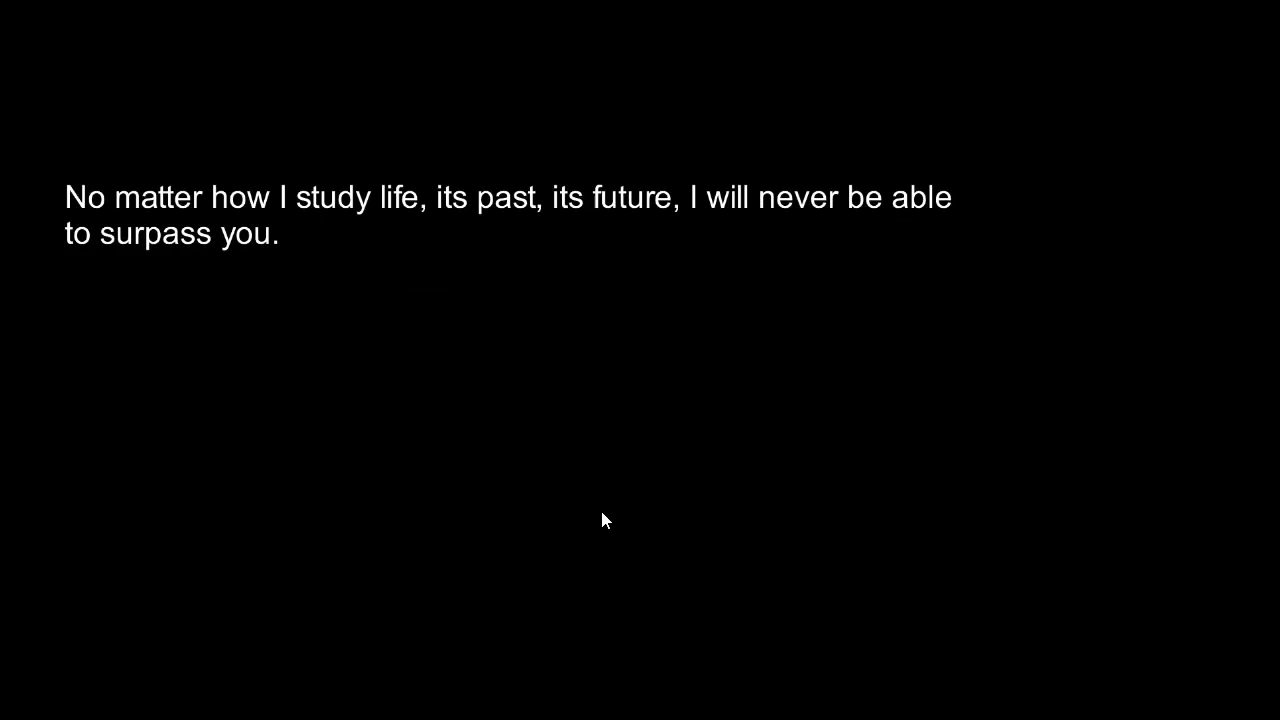 No matter how I study life, its past, its future, I will never be able
to surpass you.